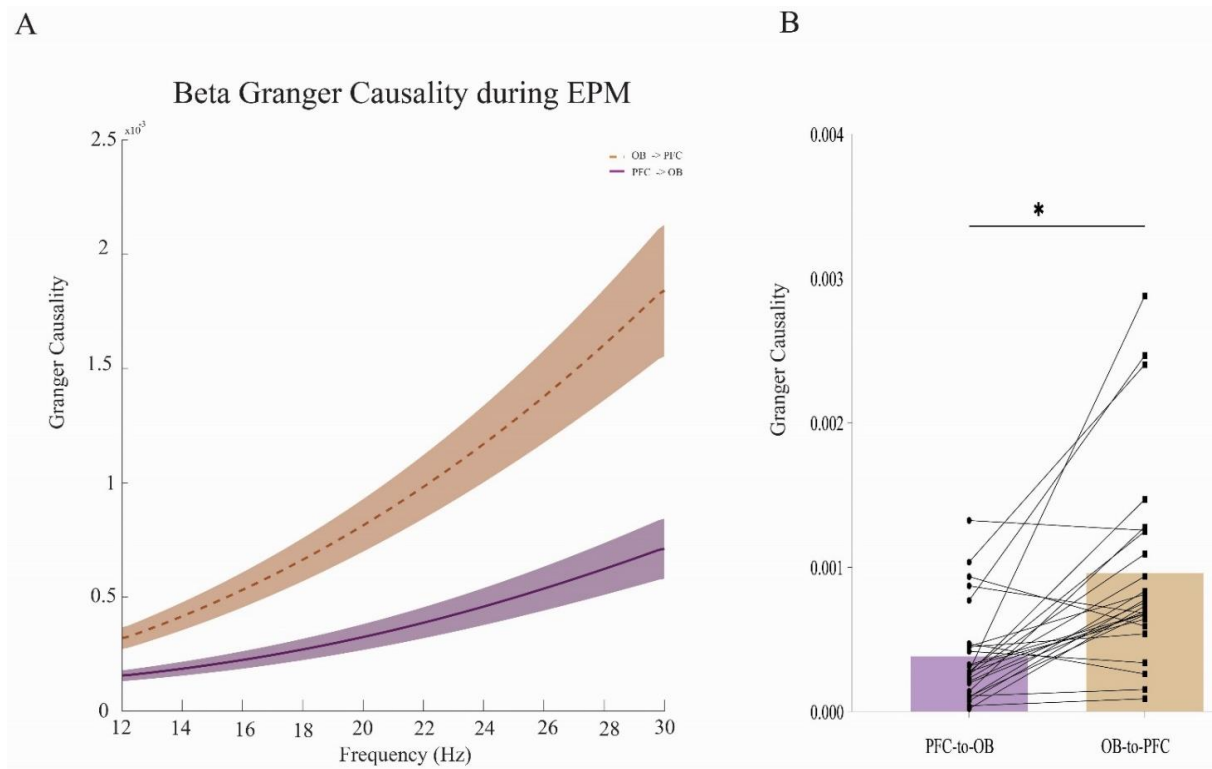 A
Beta Granger Causality during EPM
x10-3
2.5
2
1.5
1
0.5
0
Granger Causality
12 14 16 18 20 22 24 26 28 30
Frequency (Hz)
OB -> PFC
PFC -> OB
B
*
0.004
0.003
0.002
0.001
0.000
Granger Causality
PFC-to-OB OB-to-PFC